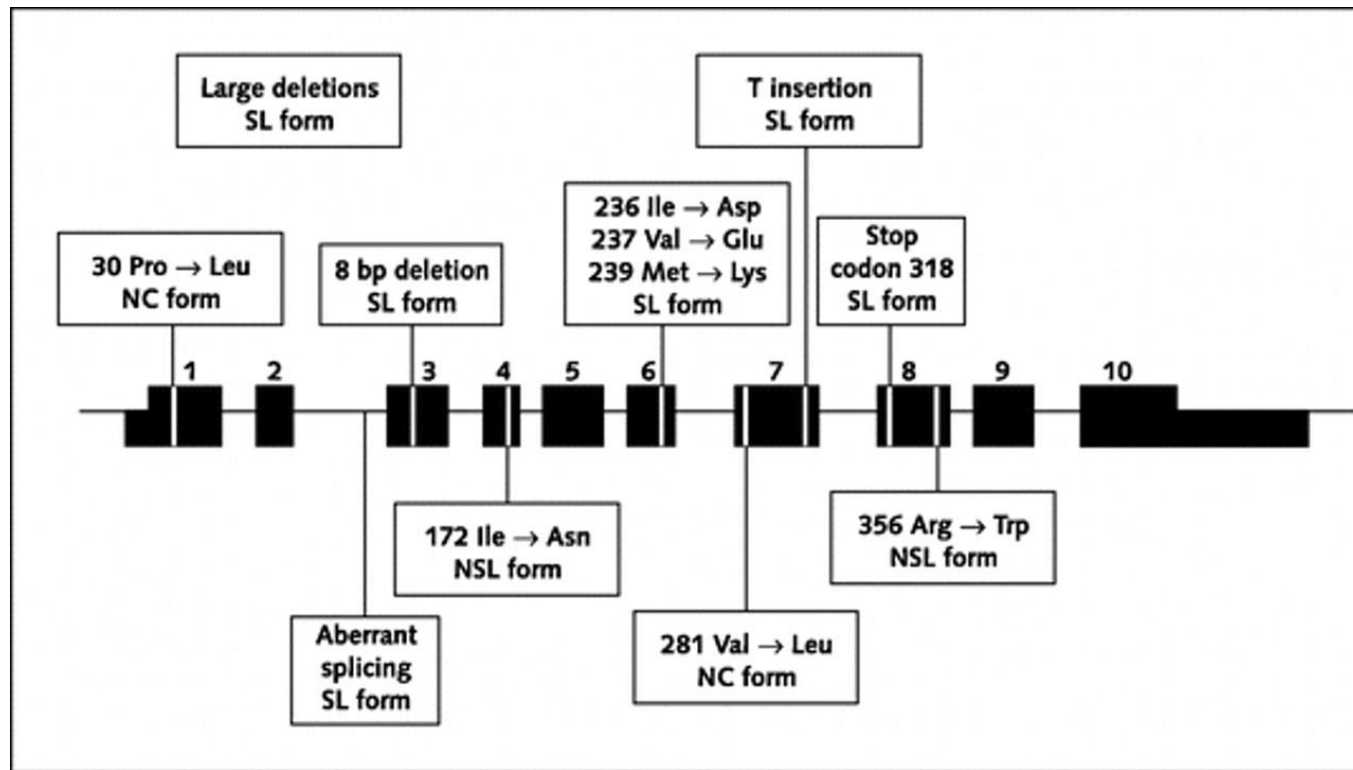 Large deletions
SL form
T insertion
SL form
236 Ile → Asp
237 Val → Glu
239 Met → Lys
SL form
Stop
codon 318
SL form
30 Pro → Leu
NC form
8 bp deletion
SL form
1 2 3 4 5 6 7 8 9 10
172 Ile → Asn
NSL form
356 Arg → Trp
NSL form
Aberrant
splicing
SL form
281 Val → Leu
NC form